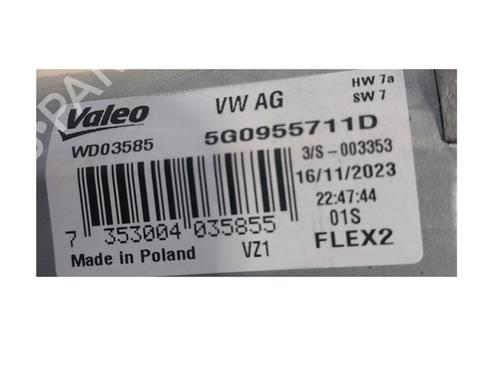 Valeo VW AG HW 7a
SW 7
WD03585 5G0955711D
3/S-003353
16/11/2023
22:47:44
01S
7 353004 035855
Made in Poland VZ1 FLEX2